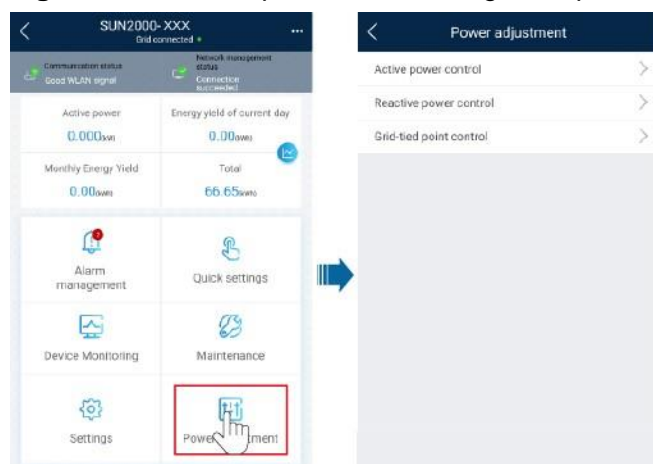 SUN2000-XXX
Grid connected
Communication status
Good WLAN signal
Network management
status
Connection
succeeded
Active power
0.000kW
Energy yield of current day
0.00kWh
Monthly Energy Yield
0.00kWh
Total
66.65kWh
Alarm
management
Quick settings
Device Monitoring
Maintenance
Settings
Power
ment
Power adjustment
Active power control
Reactive power control
Grid-tied point control